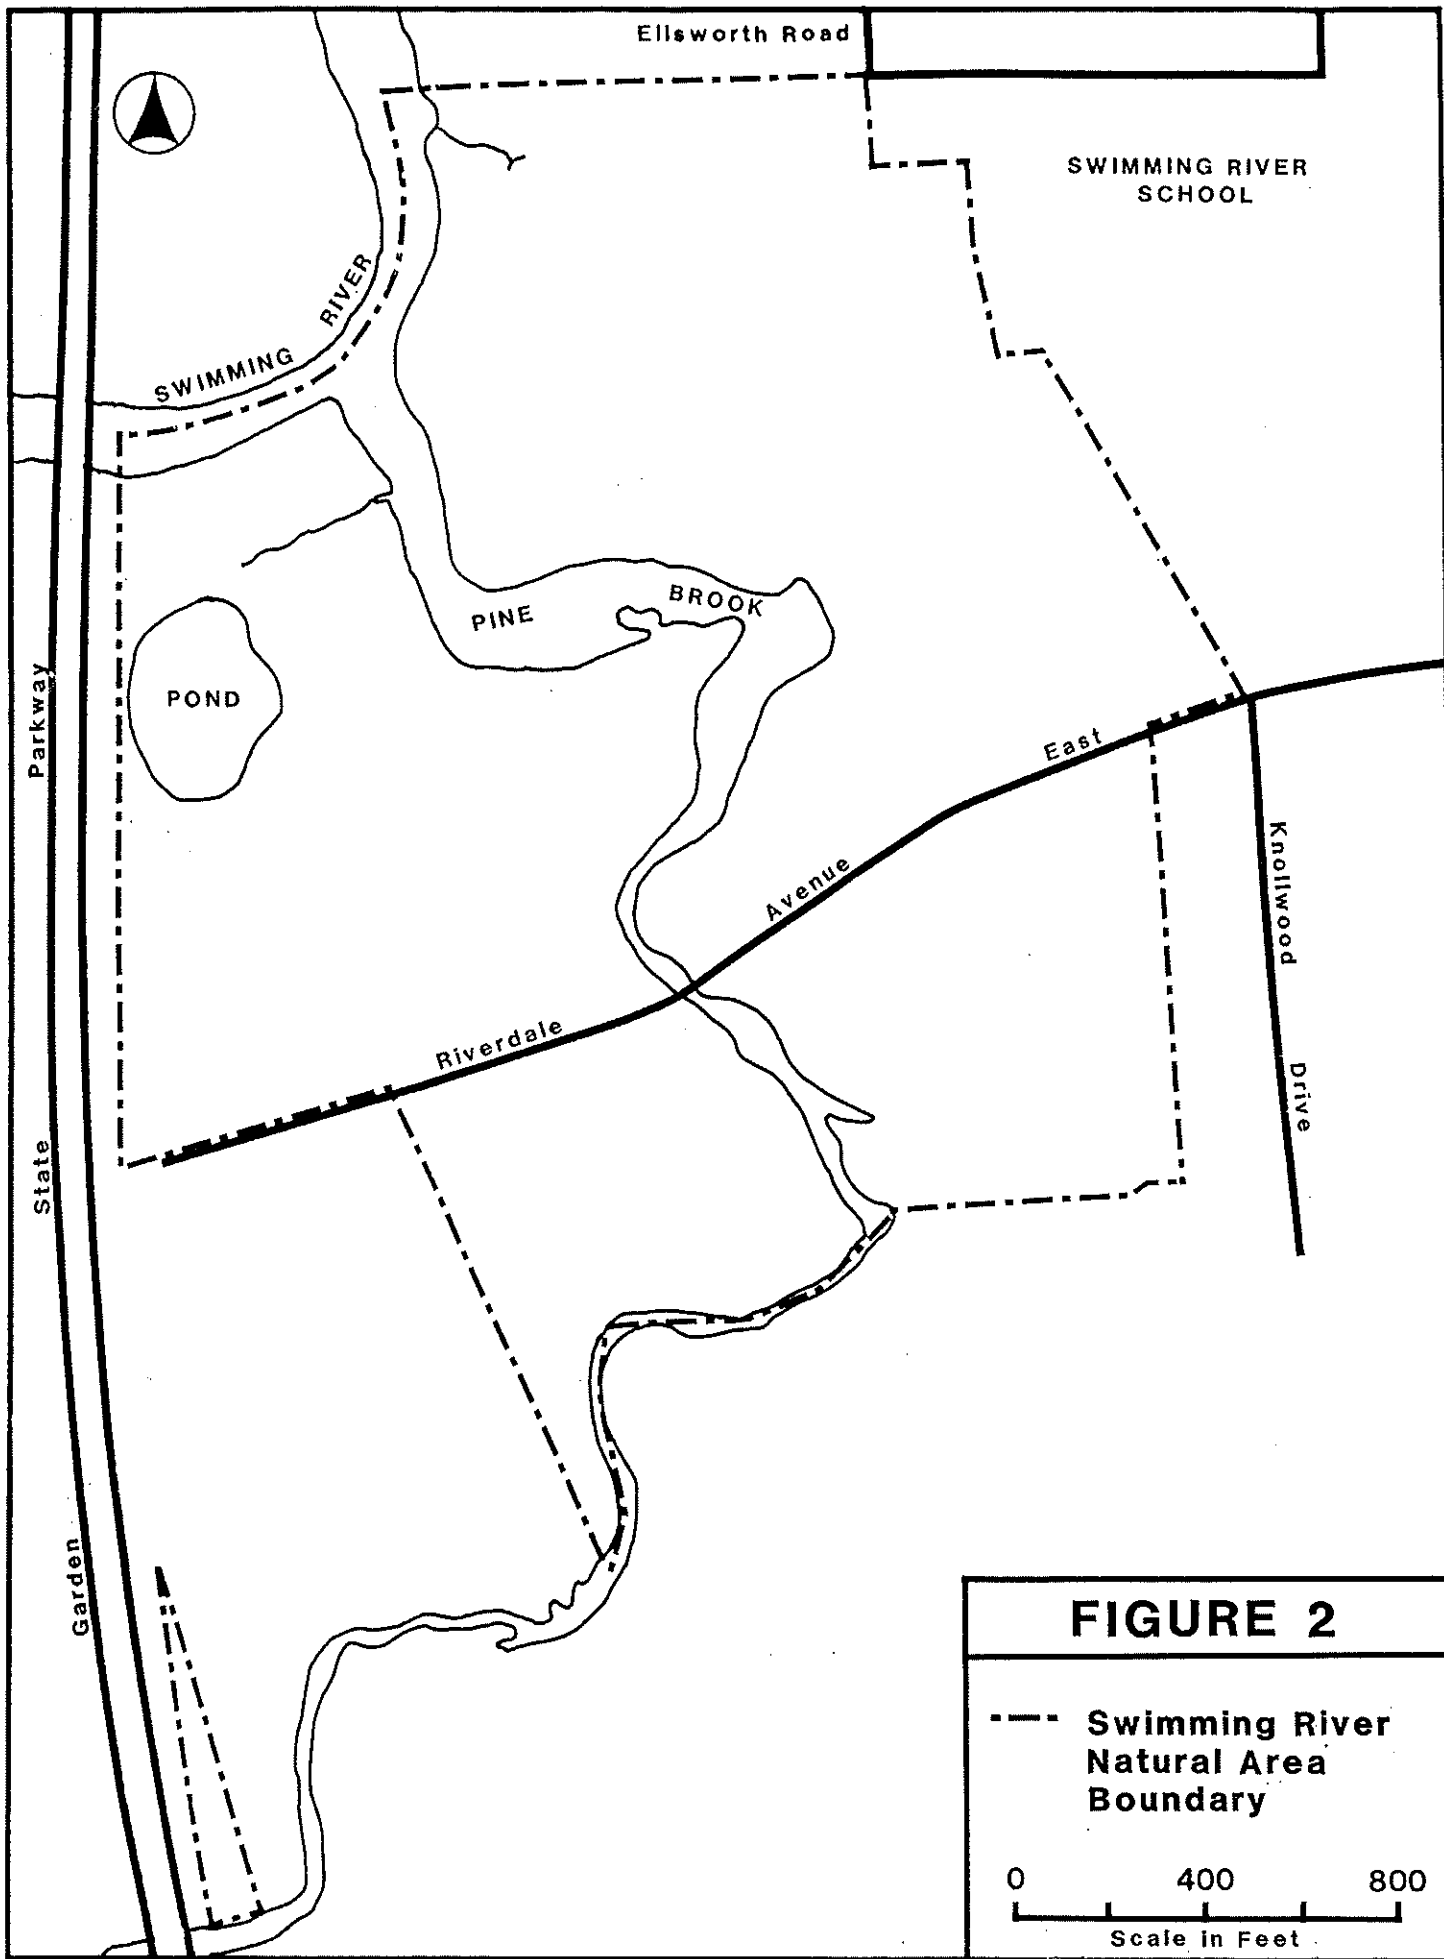 Ellsworth Road
SWIMMING RIVER
SCHOOL
SWIMMING
RIVER
PINE
BROOK
POND
Riverdale
Avenue
East
Knollwood
Drive
Garden
State
Parkway
FIGURE 2
Swimming River
Natural Area
Boundary
0 400 800
Scale in Feet